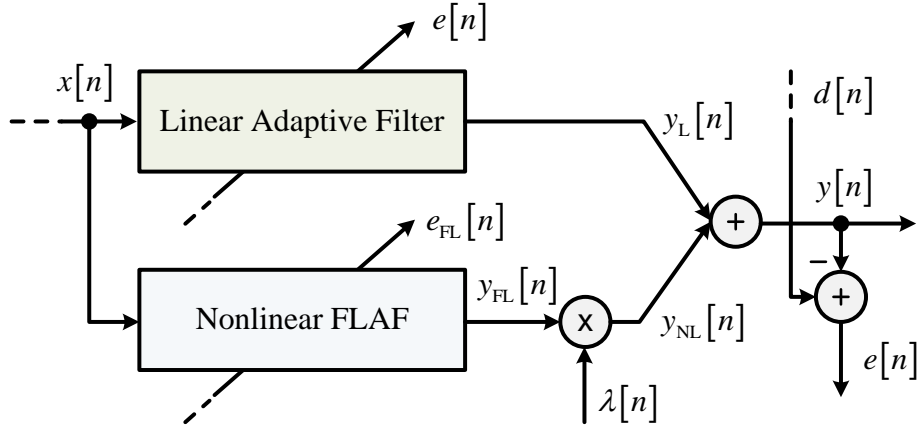 e[n]
x[n]
Linear Adaptive Filter
y_L[n]
d[n]
y[n]
+
−
e_FL[n]
Nonlinear FLAF
y_FL[n]
x
y_NL[n]
+
λ[n]
e[n]